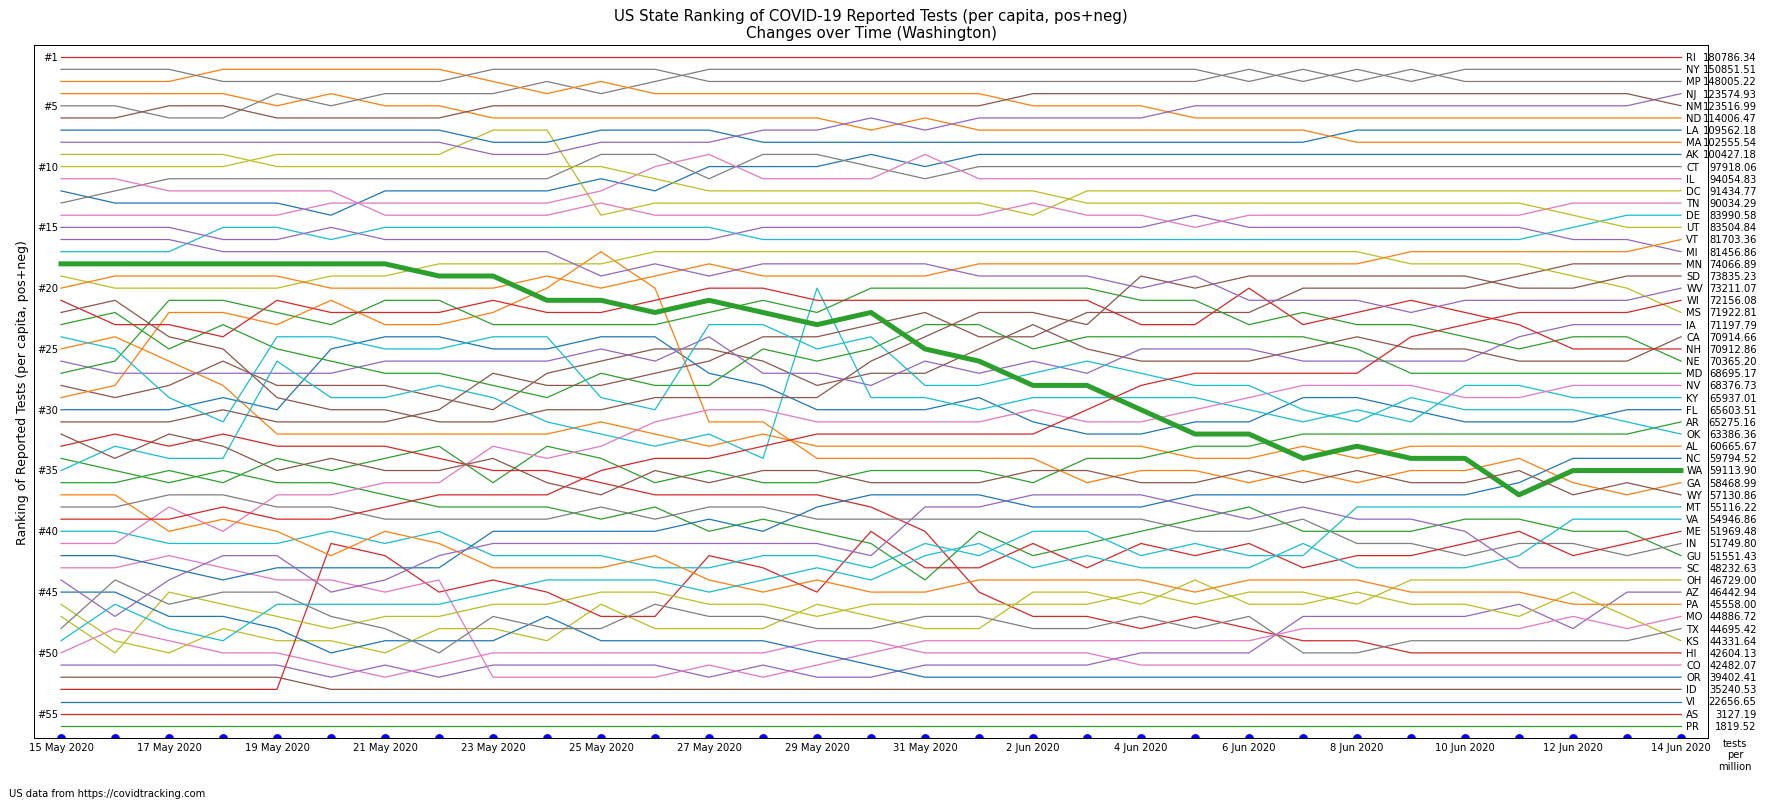 US State Ranking of COVID-19 Reported Tests (per capita, pos+neg)
Changes over Time (Washington)
Ranking of Reported Tests (per capita, pos+neg)
#1
#5
#10
#15
#20
#25
#30
#35
#40
#45
#50
#55
RI 180786.34
NY 150851.51
MP 148005.22
NJ 123574.93
NM 123516.99
ND 114006.47
LA 109562.18
MA 102555.54
AK 100427.18
CT 97918.06
IL 94054.83
DC 91434.77
TN 90034.29
DE 83990.58
UT 83504.84
VT 81703.36
MI 81456.86
MN 74066.89
SD 73835.23
WV 73211.07
WI 72156.08
MS 71922.81
IA 71197.79
CA 70914.66
NH 70912.86
NE 70365.20
MD 68695.17
NV 68376.73
KY 65937.01
FL 65603.51
AR 65275.16
OK 63386.36
AL 60665.67
NC 59794.52
WA 59113.90
GA 58468.99
WY 57130.86
MT 55116.22
VA 54946.86
ME 51969.48
IN 51749.80
GU 51551.43
SC 48232.63
OH 46729.00
AZ 46442.94
PA 45558.00
MO 44886.72
TX 44695.42
KS 44331.64
HI 42604.13
CO 42482.07
OR 39402.41
ID 35240.53
VI 22656.65
AS 3127.19
PR 1819.52
15 May 2020 17 May 2020 19 May 2020 21 May 2020 23 May 2020 25 May 2020 27 May 2020 29 May 2020 31 May 2020 2 Jun 2020 4 Jun 2020 6 Jun 2020 8 Jun 2020 10 Jun 2020 12 Jun 2020 14 Jun 2020
tests
per
million
US data from https://covidtracking.com